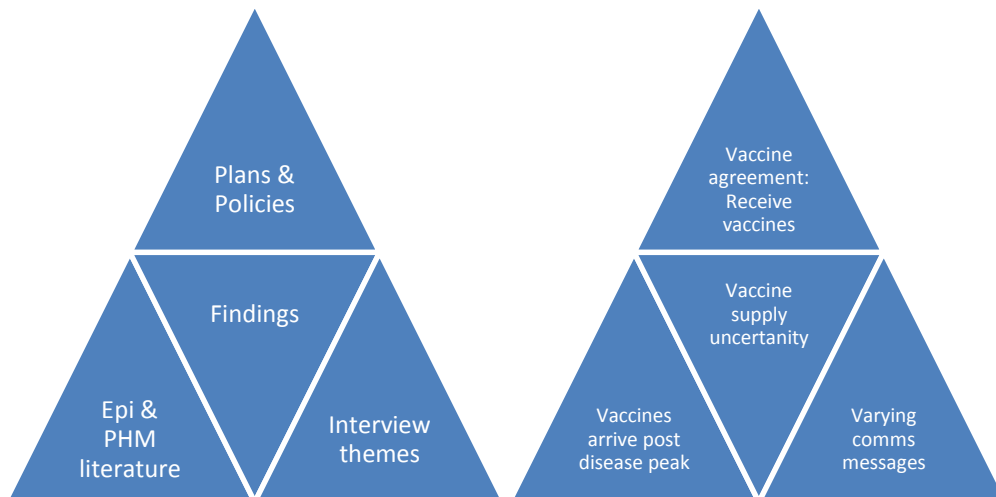 Plans &
Policies
Findings
Epi &
PHM
literature
Interview
themes
Vaccine
agreement:
Receive
vaccines
Vaccine
supply
uncertanity
Vaccines
arrive post
disease peak
Varying
comms
messages